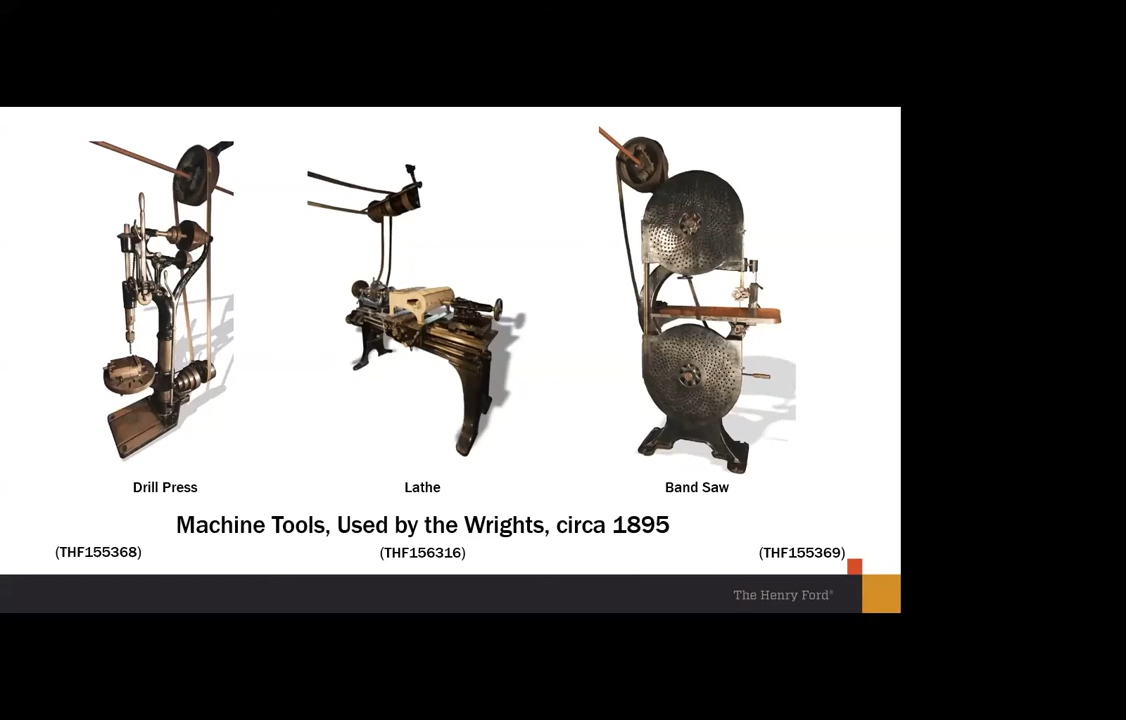 Drill Press
Lathe
Band Saw
Machine Tools, Used by the Wrights, circa 1895
(THF155368)
(THF156316)
(THF155369)
The Henry Ford®